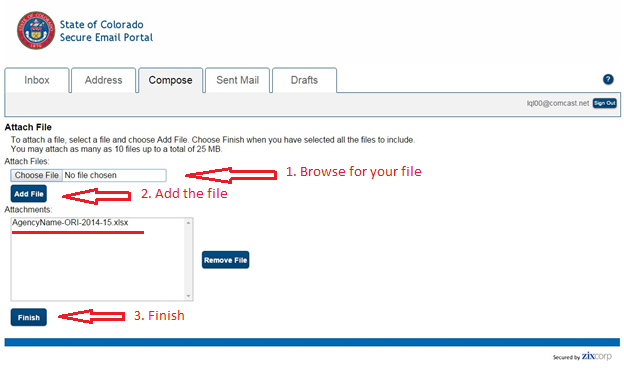 State of Colorado
Secure Email Portal
Inbox
Address
Compose
Sent Mail
Drafts
?
lql00@comcast.net Sign Out
Attach File
To attach a file, select a file and choose Add File. Choose Finish when you have selected all the files to include.
You may attach as many as 10 files up to a total of 25 MB.
Attach Files:
Choose File No file chosen
1. Browse for your file
Add File
2. Add the file
Attachments:
AgencyName-ORI-2014-15.xlsx
Remove File
Finish
3. Finish
Secured by zixcorp